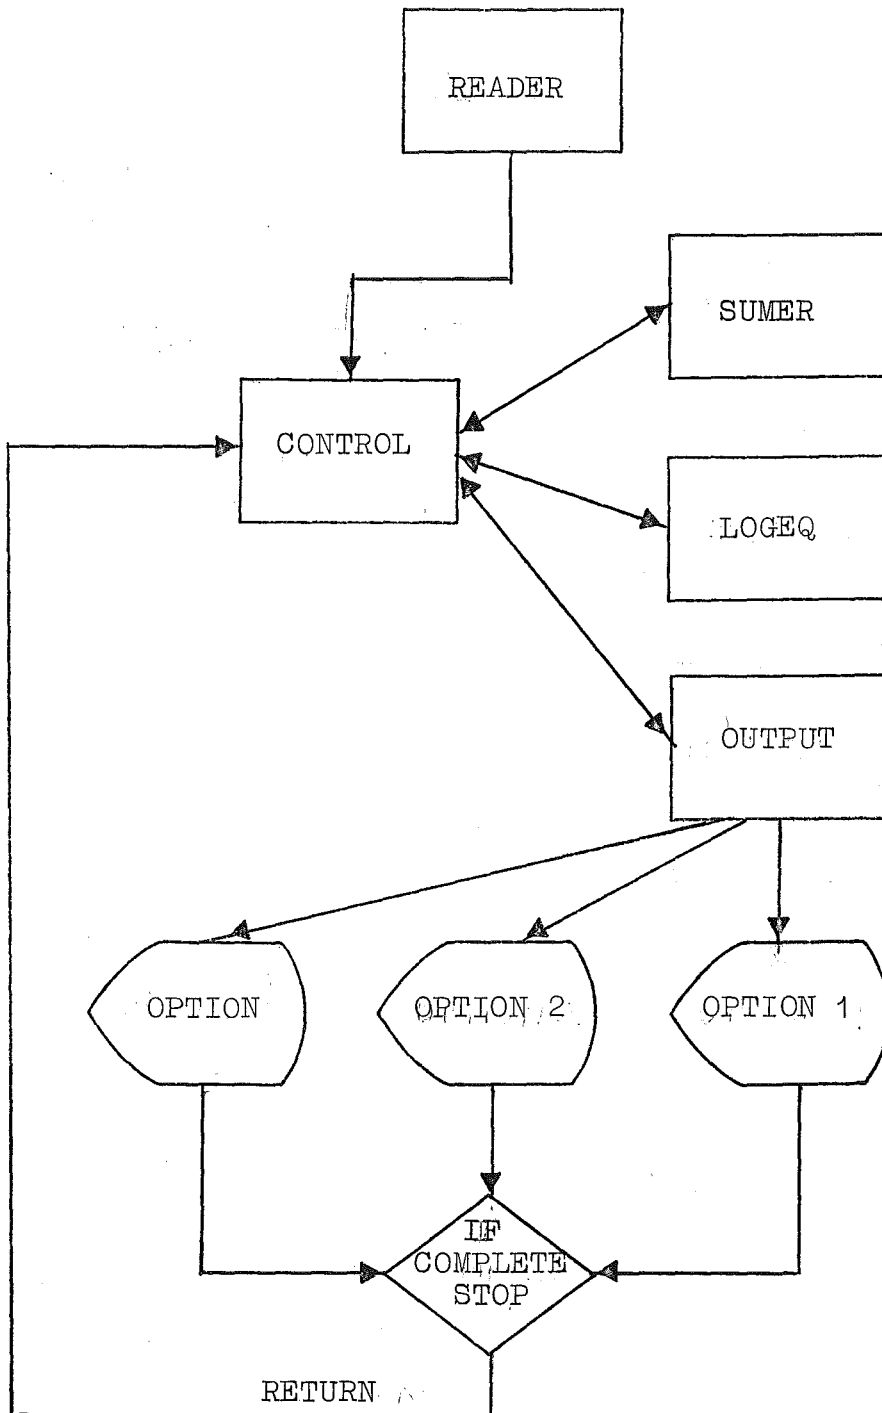 READER
SUMER
CONTROL
LOGEQ
OUTPUT
OPTION
OPTION 2
OPTION 1
IF
COMPLETE
STOP
RETURN